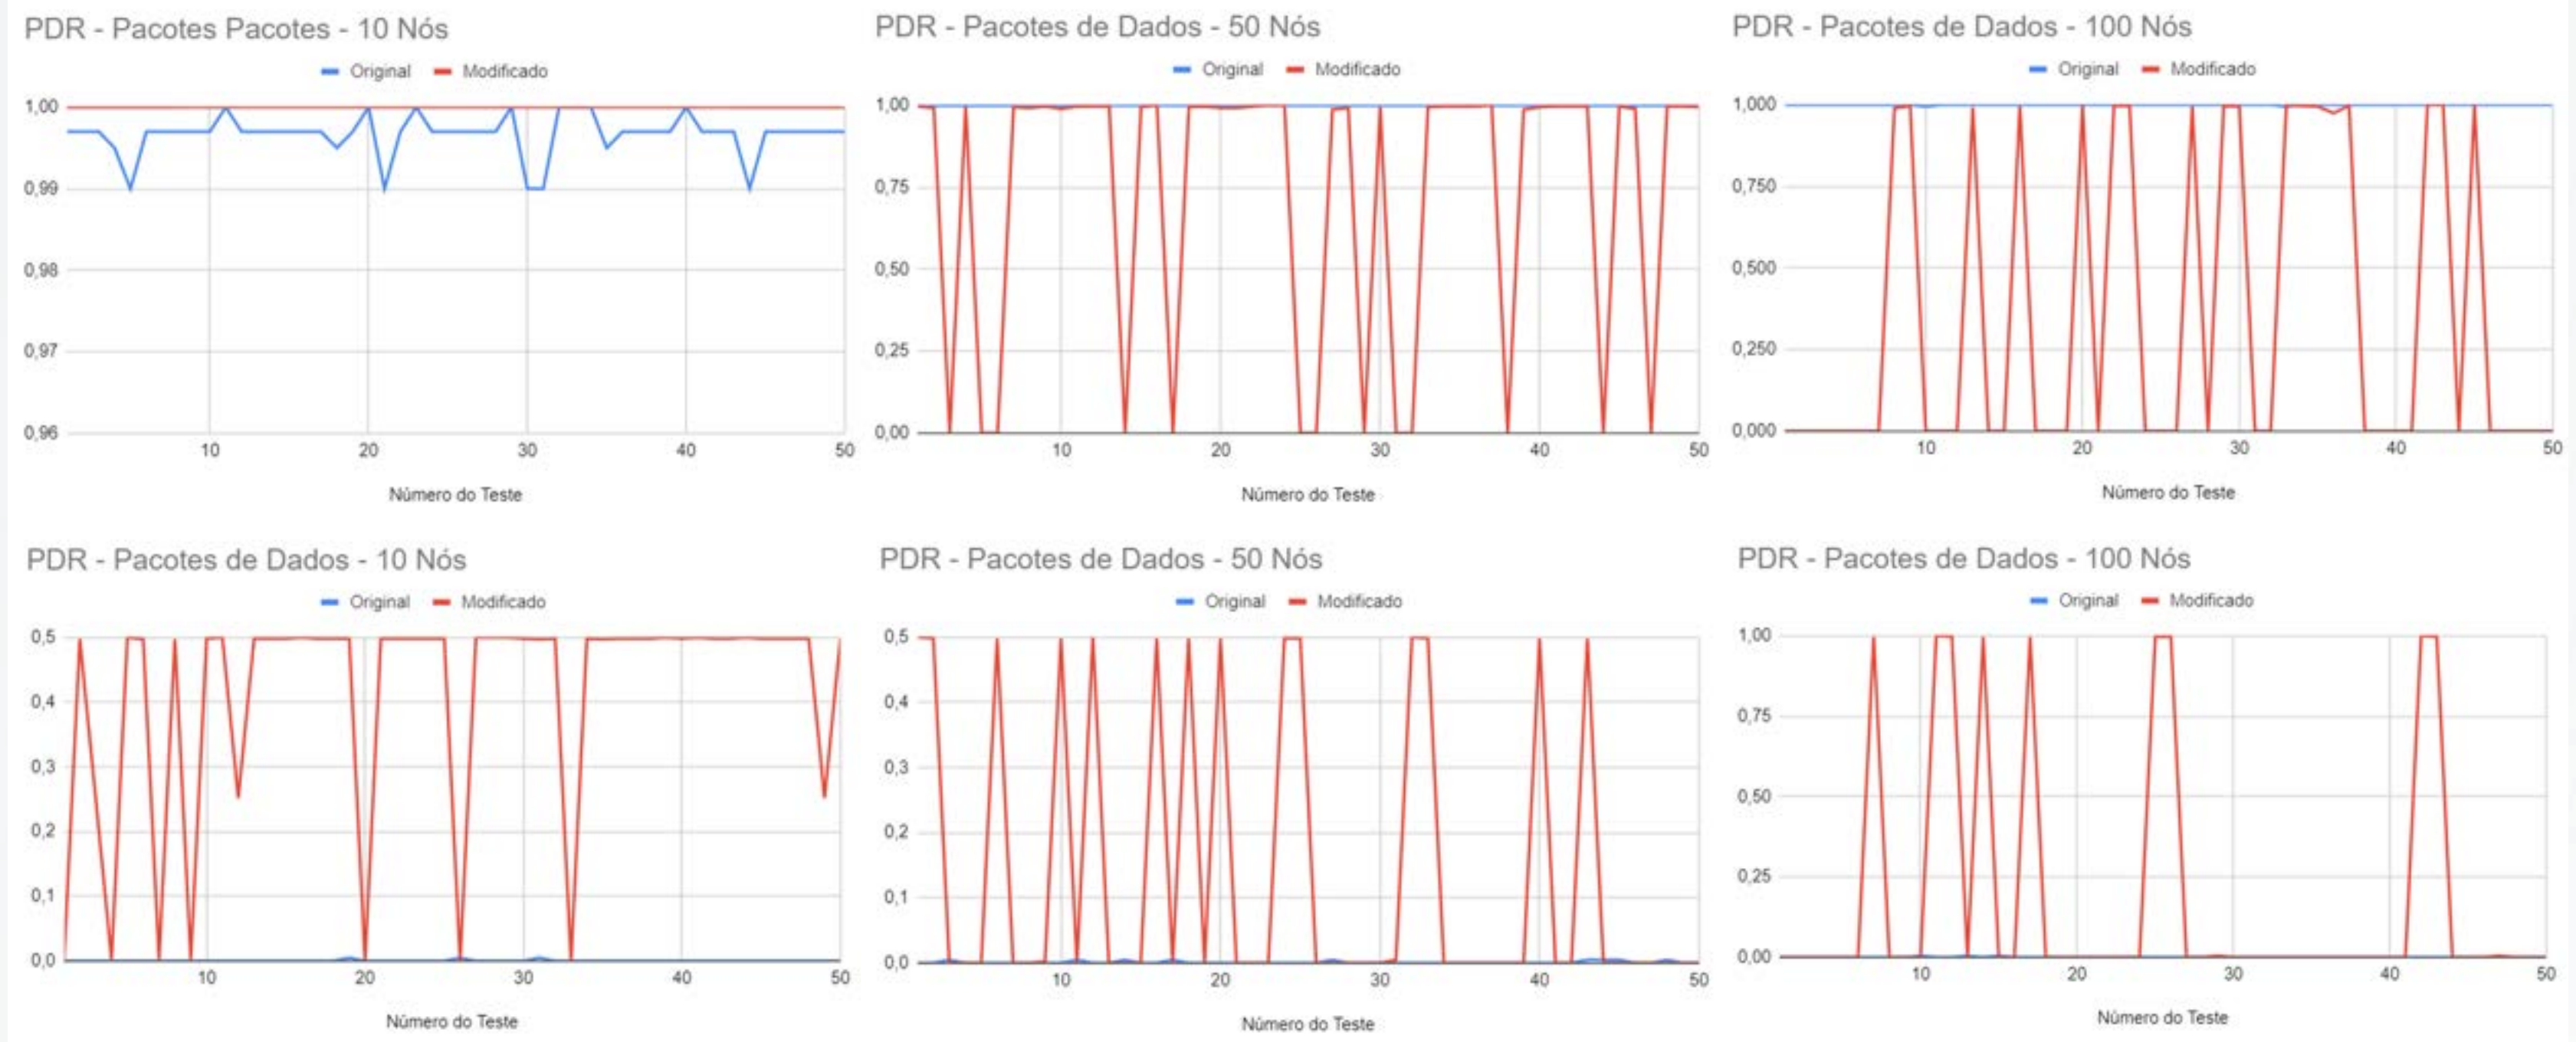 PDR - Pacotes Pacotes - 10 Nós
Original Modificado
1,00
0,99
0,98
0,97
0,96
10 20 30 40 50
Número do Teste
PDR - Pacotes de Dados - 50 Nós
Original Modificado
1,00
0,75
0,50
0,25
0,00
10 20 30 40 50
Número do Teste
PDR - Pacotes de Dados - 100 Nós
Original Modificado
1,000
0,750
0,500
0,250
0,000
10 20 30 40 50
Número do Teste
PDR - Pacotes de Dados - 10 Nós
Original Modificado
0,5
0,4
0,3
0,2
0,1
0,0
10 20 30 40 50
Número do Teste
PDR - Pacotes de Dados - 50 Nós
Original Modificado
0,5
0,4
0,3
0,2
0,1
0,0
10 20 30 40 50
Número do Teste
PDR - Pacotes de Dados - 100 Nós
Original Modificado
1,00
0,75
0,50
0,25
0,00
10 20 30 40 50
Número do Teste